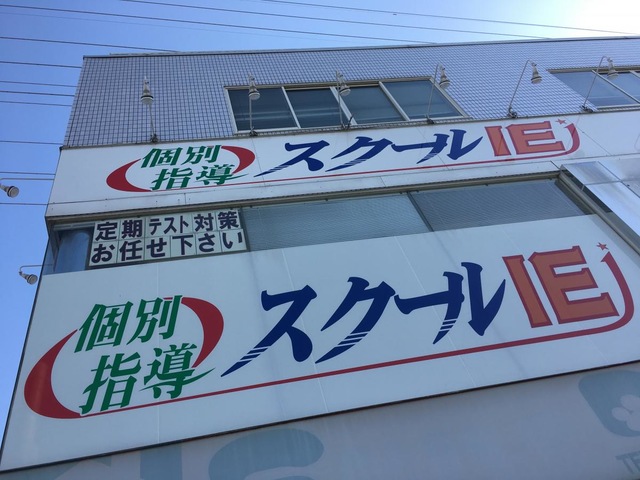 個別
指導
スクールIE
定期テスト対策
お任せ下さい
個別
指導
スクールIE